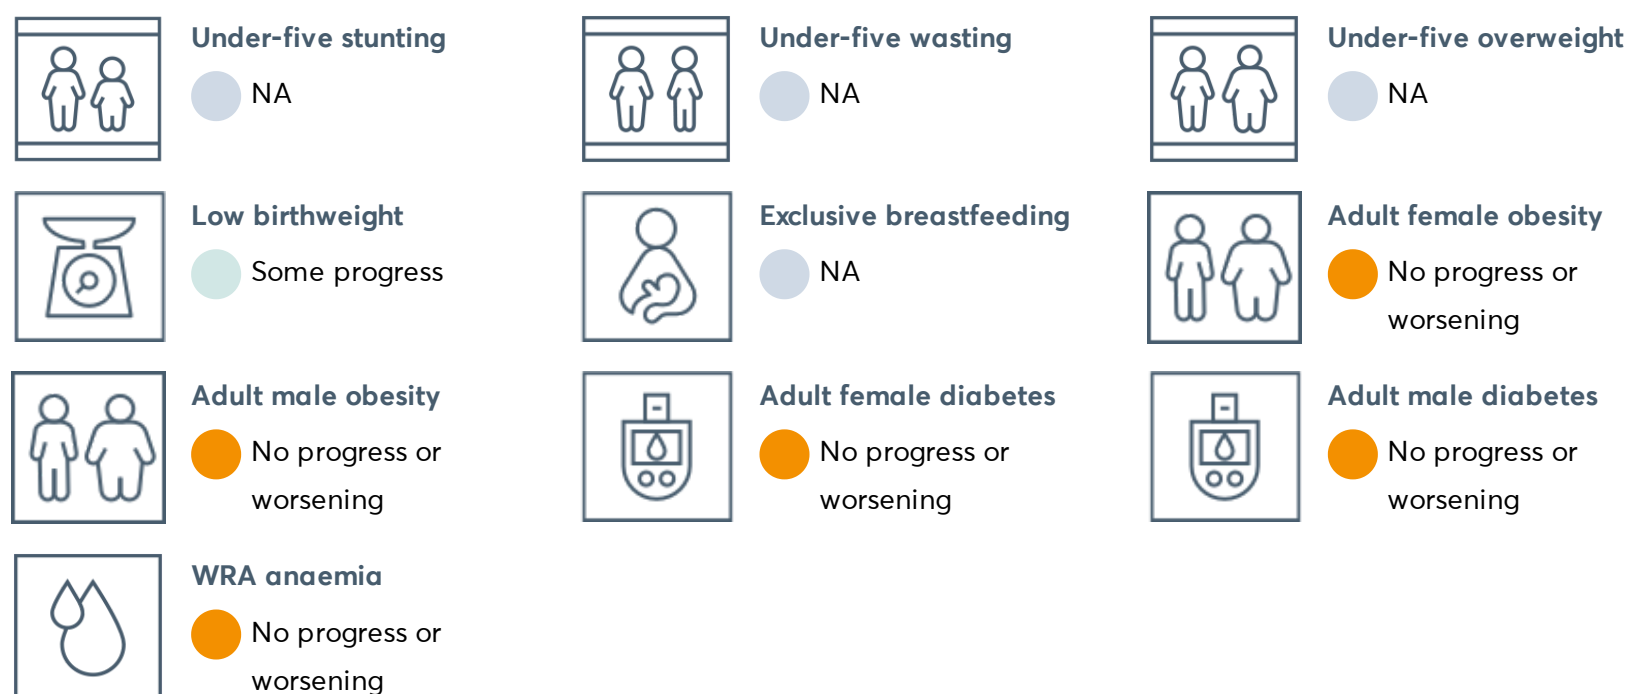 Under-five stunting
NA
Under-five wasting
NA
Under-five overweight
NA
Low birthweight
Some progress
Exclusive breastfeeding
NA
Adult female obesity
No progress or
worsening
Adult male obesity
No progress or
worsening
Adult female diabetes
No progress or
worsening
Adult male diabetes
No progress or
worsening
WRA anaemia
No progress or
worsening